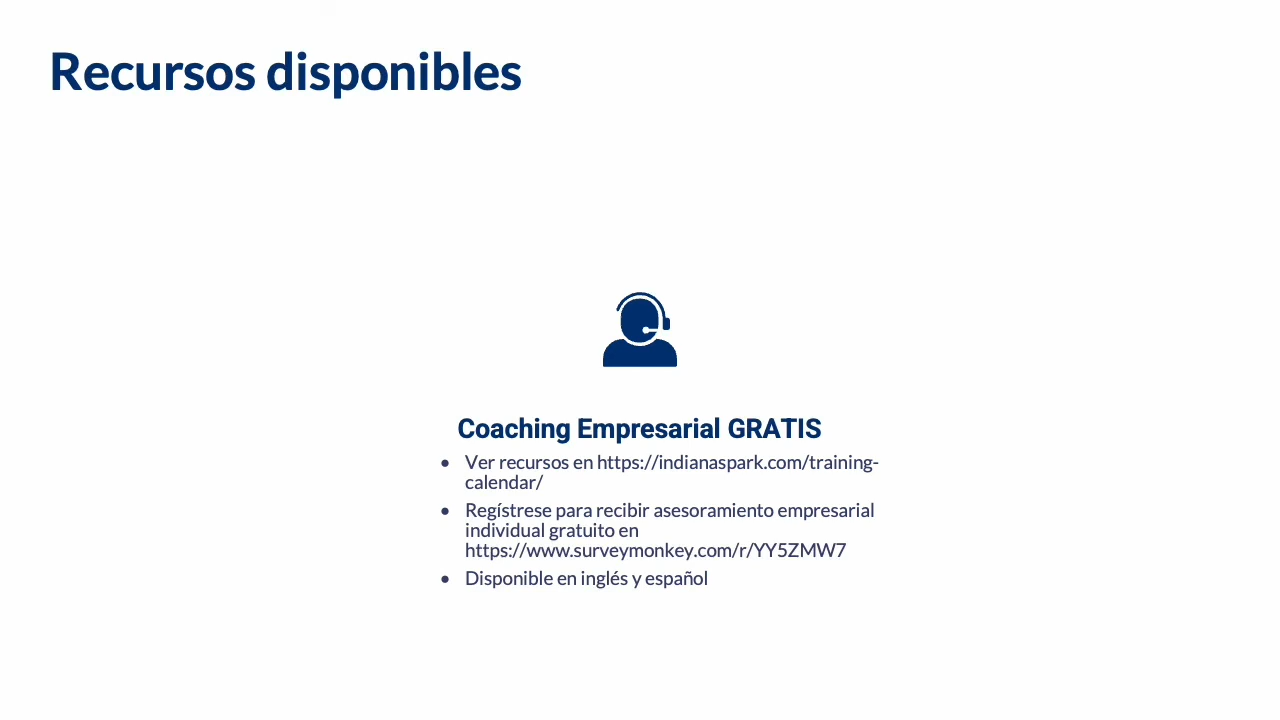 Recursos disponibles
Coaching Empresarial GRATIS
• Ver recursos en https://indianaspark.com/training-
calendar/
• Regístrese para recibir asesoramiento empresarial
individual gratuito en
https://www.surveymonkey.com/r/YY5ZMW7
• Disponible en inglés y español